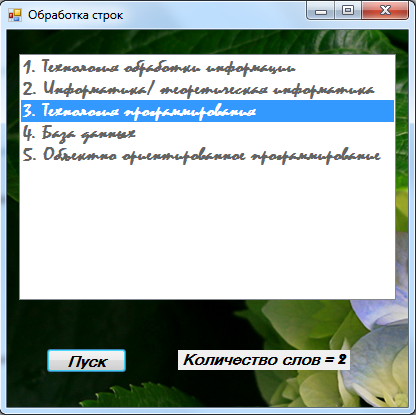 Обработка строк
1. Технология обработки информации
2. Информатика/ теоретическая информатика
3. Технология программирования
4. База данных
5. Объектно ориентированное программирование
Пуск
Количество слов = 2